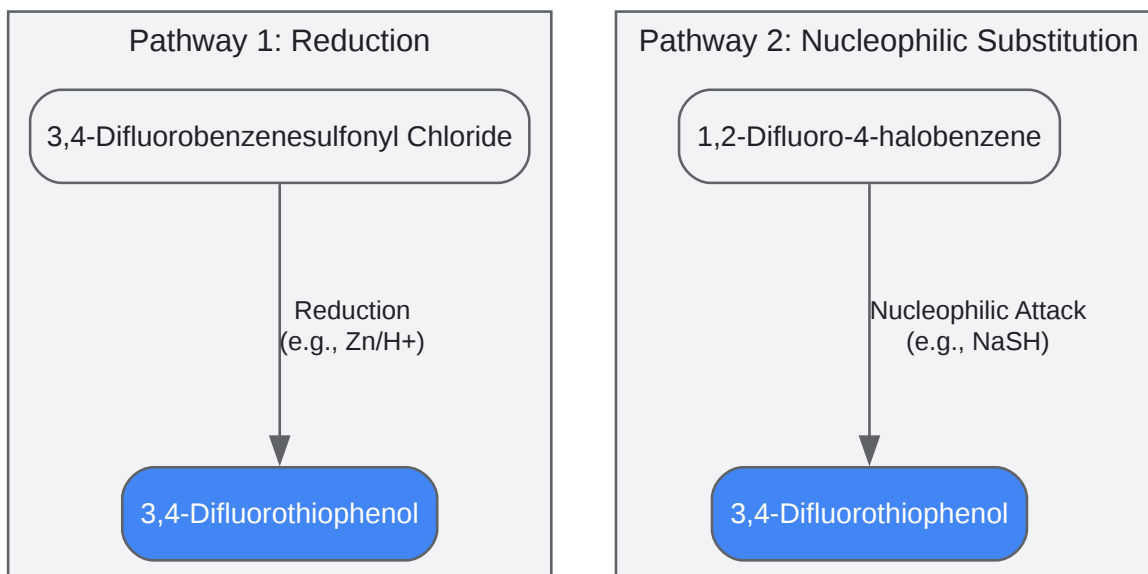 Pathway 1: Reduction
3,4-Difluorobenzenesulfonyl Chloride
Reduction
(e.g., Zn/H+)
3,4-Difluorothiophenol
Pathway 2: Nucleophilic Substitution
1,2-Difluoro-4-halobenzene
Nucleophilic Attack
(e.g., NaSH)
3,4-Difluorothiophenol